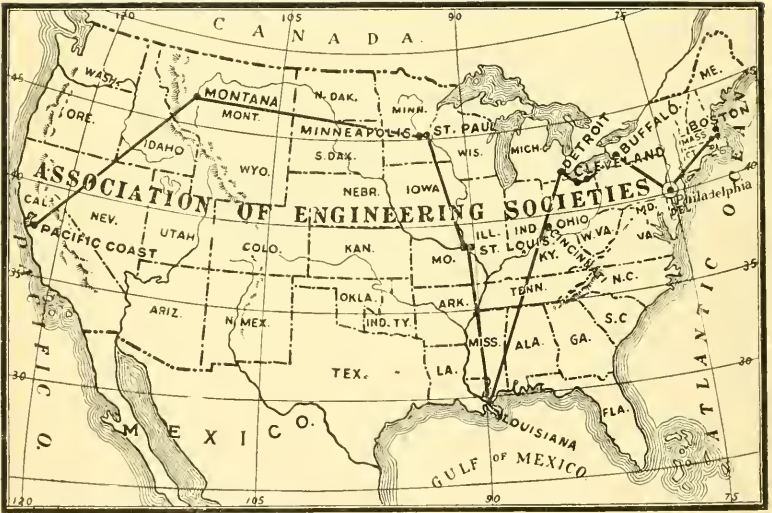 120
105
90
75
CANADA.
45
WASH.
MONTANA
MONT.
N. DAK.
MINN.
ME.
45
ORE.
IDAHO
MINNEAPOLIS
ST. PAUL
WIS.
MICH.
DETROIT
BUFFALO.
BOSTON
MASS
WYO.
S. DAK.
CLEVELAND
40
ASSOCIATION OF ENGINEERING SOCIETIES
Philadelphia
NEBR.
IOWA
CAL.
NEV.
UTAH
COLO.
KAN.
MO.
ILL.
IND
OHIO
W.VA.
MD.
DEL
VA.
PACIFIC COAST
ST. LOUIS
CINCINNATI
KY.
35
35
ARIZ.
N. MEX.
OKLA.
IND. TY.
ARK.
TENN.
N.C.
S.C
MISS.
ALA.
GA.
TEX.
LA.
30
30
FLA.
MEXICO.
LOUISIANA
GULF OF MEXICO
PACIFIC O.
ATLANTIC OCEAN
120
105
90
75